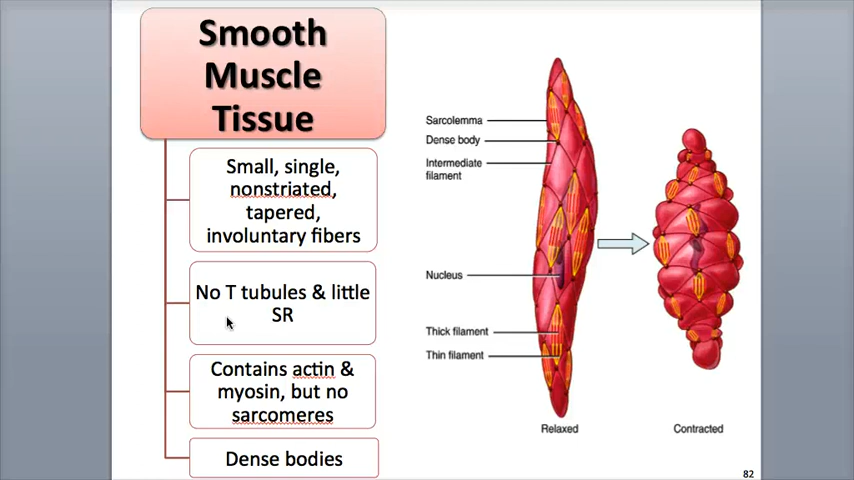 Smooth
Muscle
Tissue
Small, single,
nonstriated,
tapered,
involuntary fibers
No T tubules & little
SR
Contains actin &
myosin, but no
sarcomeres
Dense bodies
Sarcolemma
Dense body
Intermediate
filament
Nucleus
Thick filament
Thin filament
Relaxed
Contracted
82